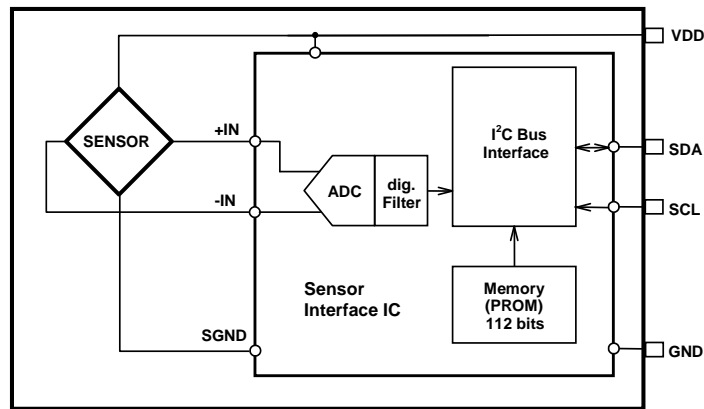 VDD
SENSOR
+IN
-IN
ADC
dig.
Filter
I²C Bus
Interface
SDA
SCL
Sensor
Interface IC
Memory
(PROM)
112 bits
SGND
GND